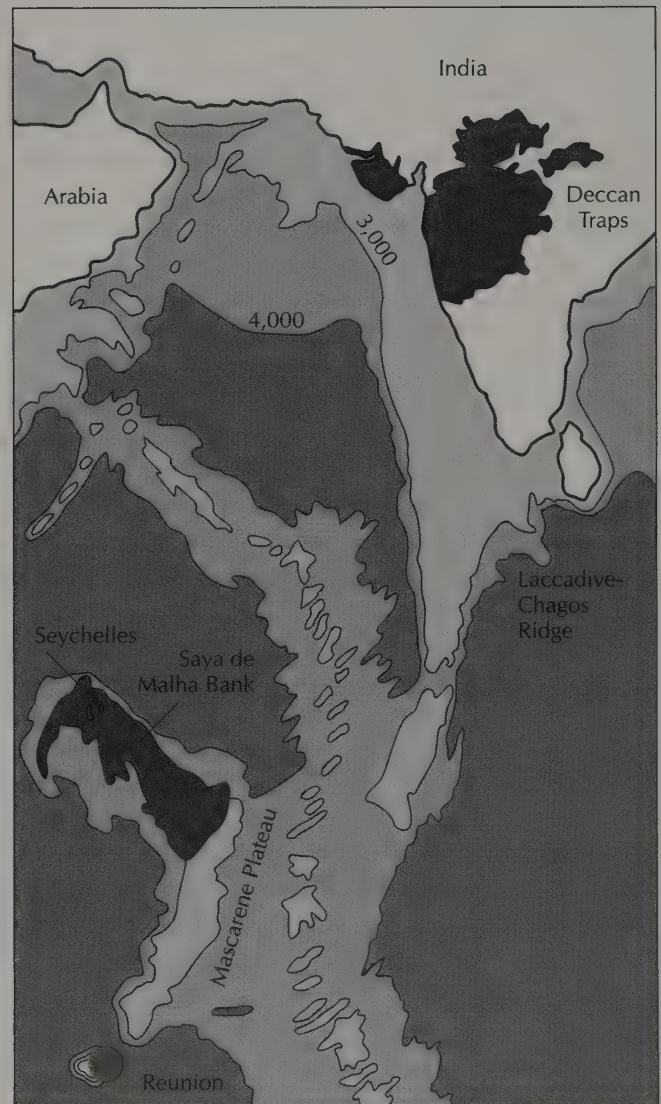 India
Arabia
Deccan
Traps
3,000
4,000
Laccadive-
Chagos
Ridge
Seychelles
Saya de
Malha Bank
Mascarene Plateau
Reunion